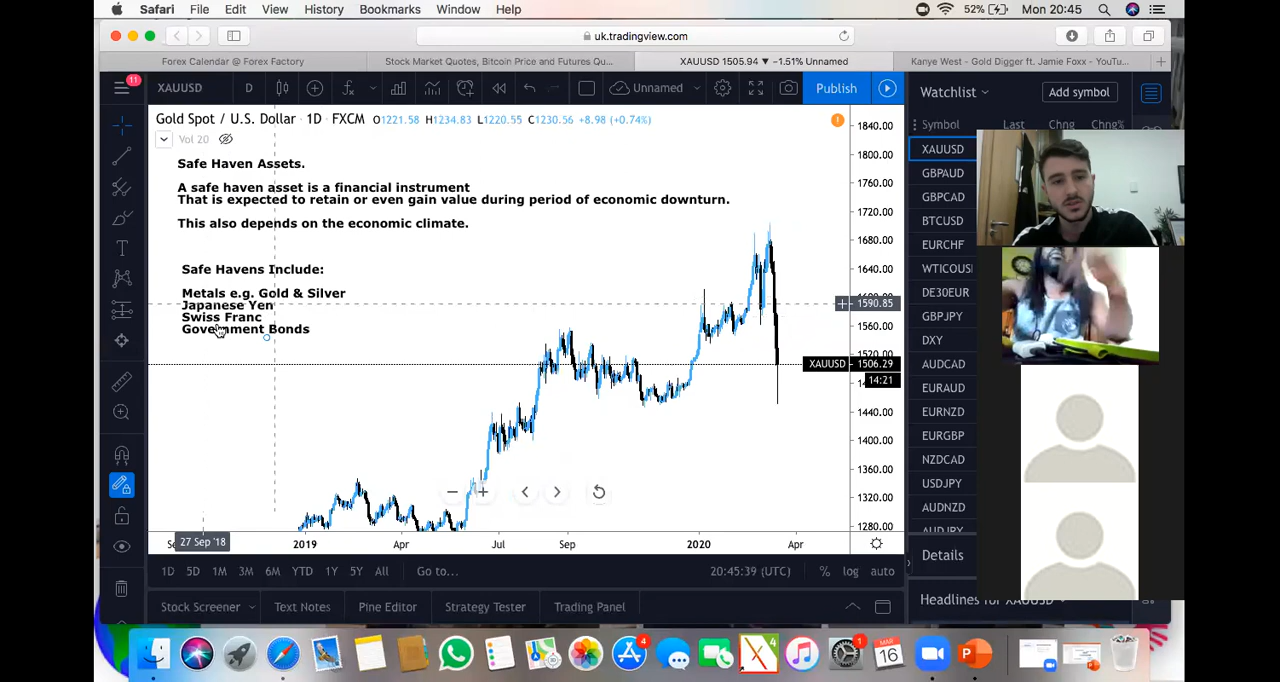 Safari File Edit View History Bookmarks Window Help 52% Mon 20:45
uk.tradingview.com
Forex Calendar @ Forex Factory
Stock Market Quotes, Bitcoin Price and Futures Qu...
XAUUSD 1505.94 ▼ −1.51% Unnamed
Kanye West - Gold Digger ft. Jamie Foxx - YouTu...
11
XAUUSD D Unnamed Publish
Watchlist Add symbol
Gold Spot / U.S. Dollar · 1D · FXCM O1221.58 H1234.83 L1220.55 C1230.56 +8.98 (+0.74%)
Vol 20
Symbol Last Chng Chng%
Safe Haven Assets.
A safe haven asset is a financial instrument
That is expected to retain or even gain value during period of economic downturn.
This also depends on the economic climate.
Safe Havens Include:
Metals e.g. Gold & Silver
Japanese Yen
Swiss Franc
Government Bonds
1840.00
1800.00
1760.00
1720.00
1680.00
1640.00
1590.85
1560.00
1520.00
XAUUSD 1506.29
14:21
1440.00
1400.00
1360.00
1320.00
1280.00
XAUUSD
GBPAUD
GBPCAD
BTCUSD
EURCHF
WTICOUS
DE30EUR
GBPJPY
DXY
AUDCAD
EURAUD
EURNZD
EURGBP
NZDCAD
USDJPY
AUDNZD
AUDJPY
27 Sep '18 2019 Apr Jul Sep 2020 Apr
Details
1D 5D 1M 3M 6M YTD 1Y 5Y All Go to... 20:45:39 (UTC) % log auto
Headlines for XAUUSD
Stock Screener Text Notes Pine Editor Strategy Tester Trading Panel
4
1
MAR
16